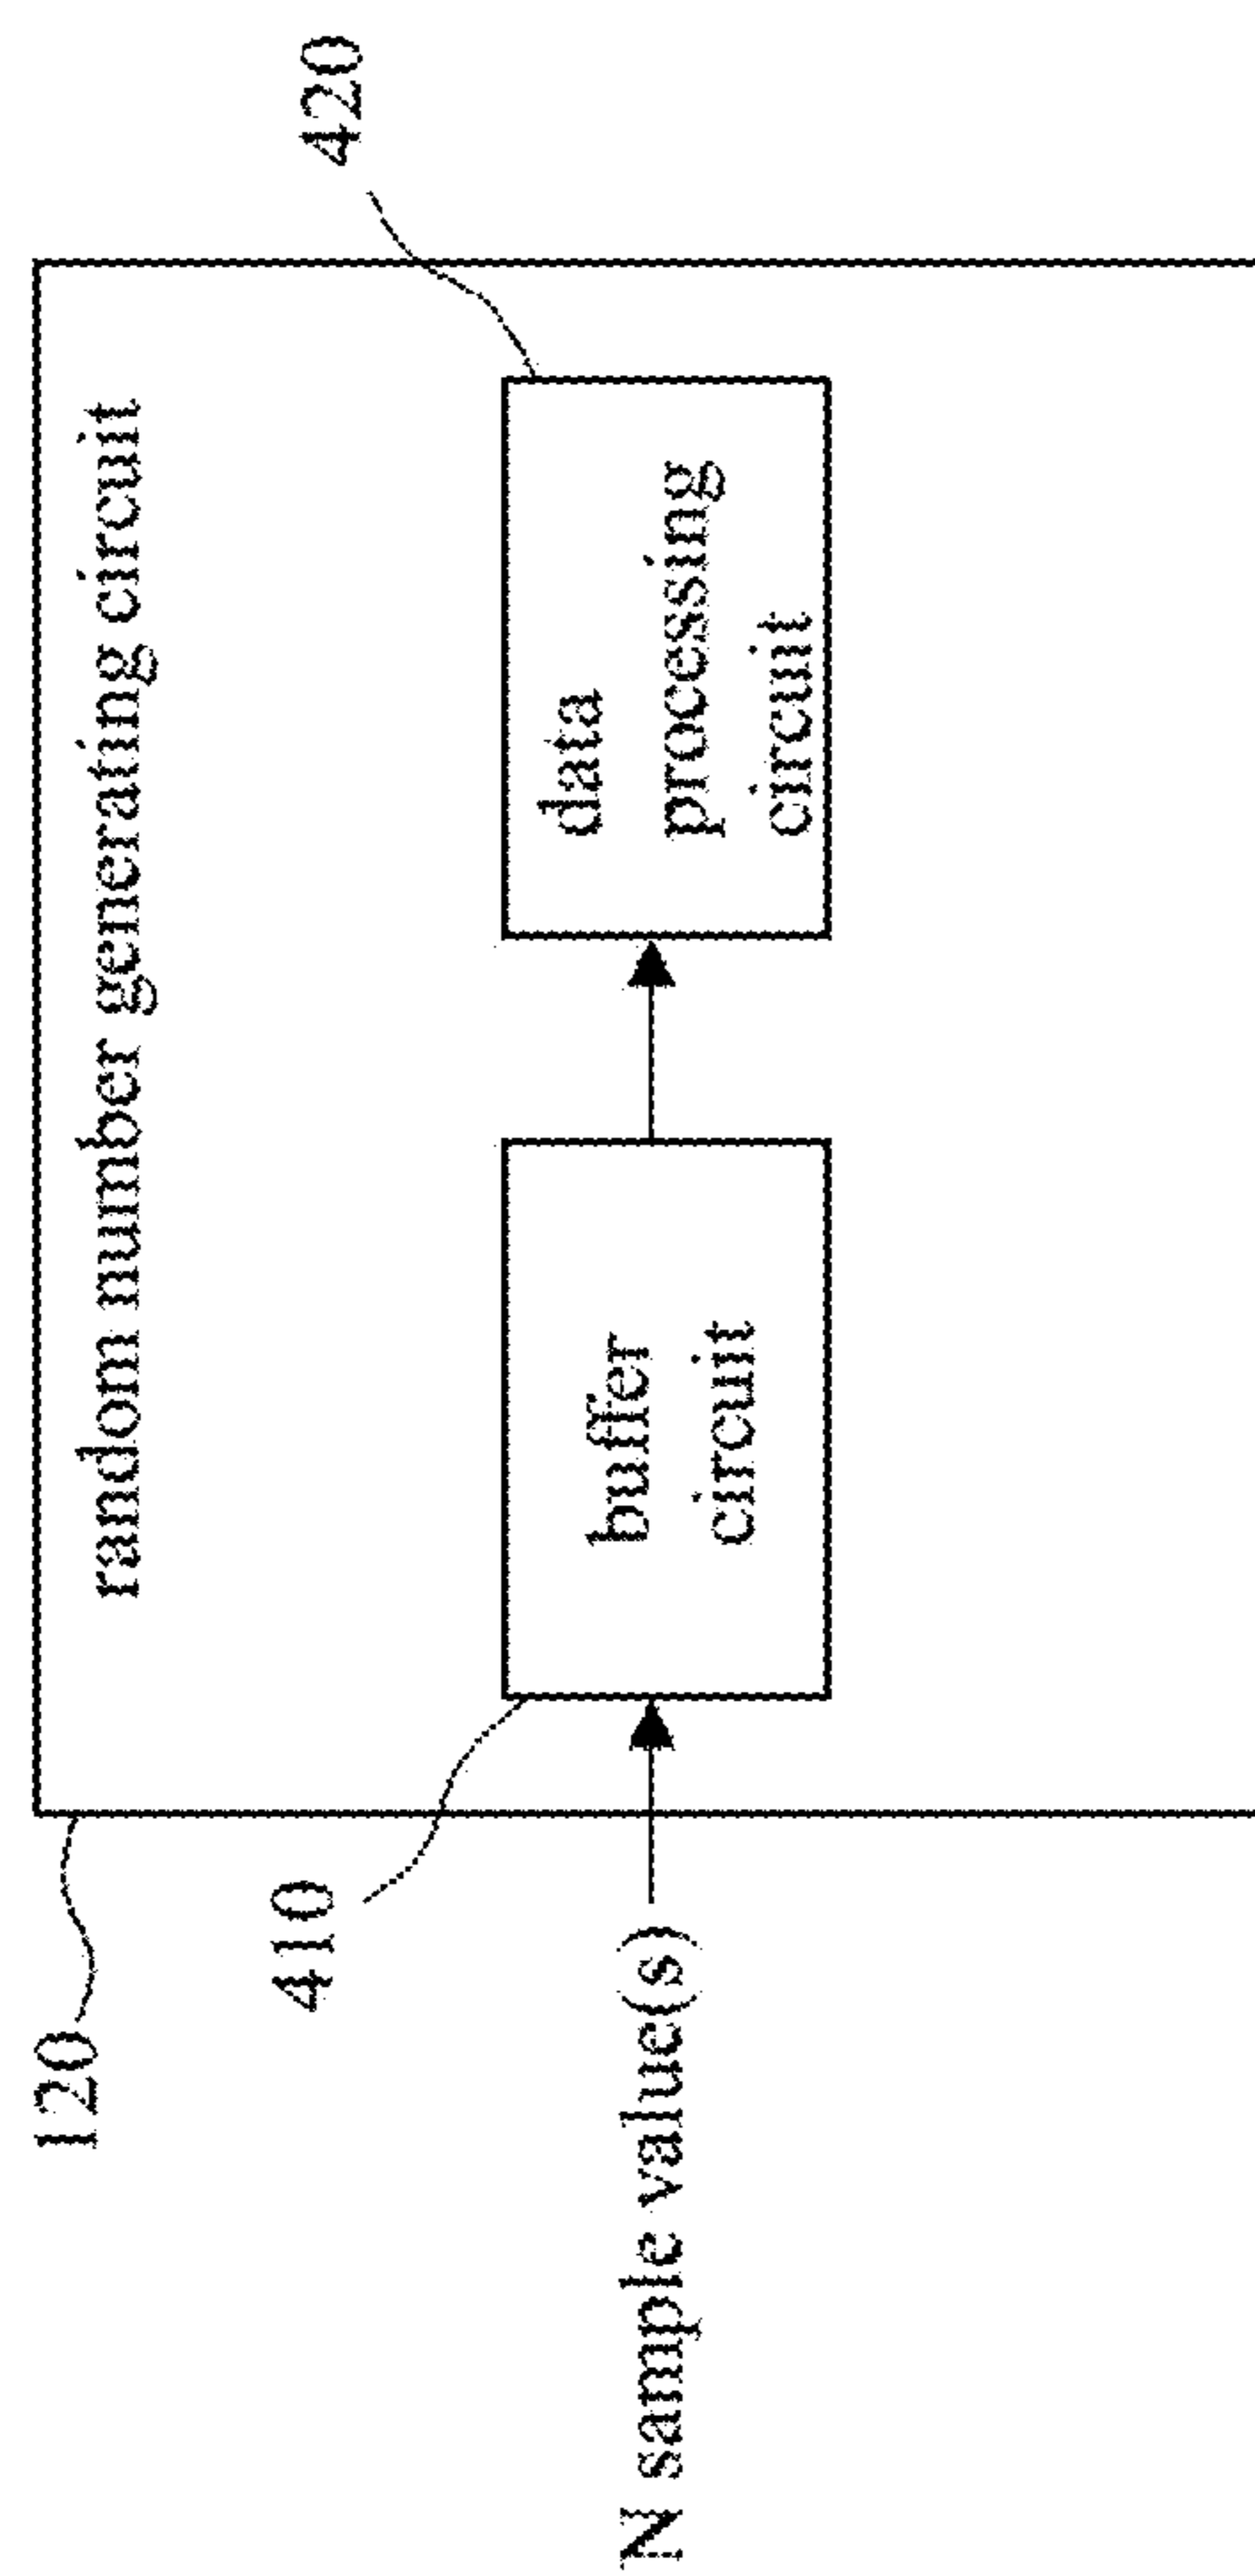 120
random number generating circuit
410
420
N sample value(s)
buffer
circuit
data
processing
circuit